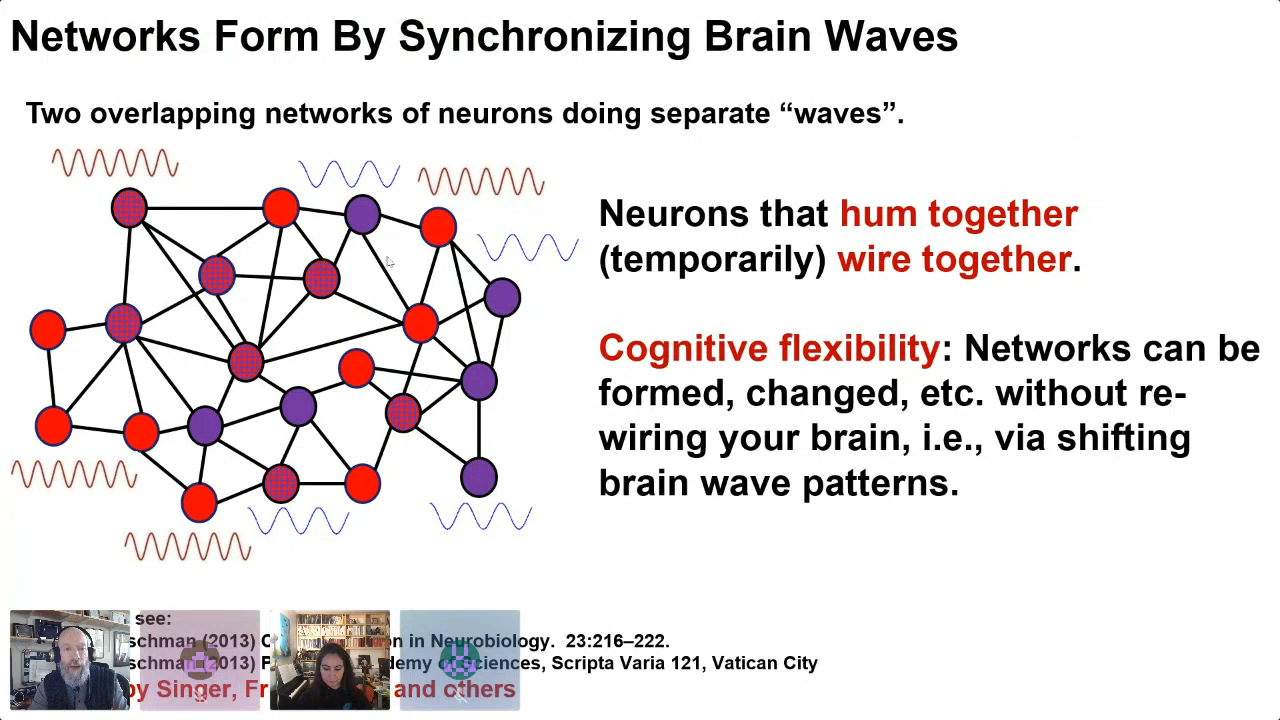 Networks Form By Synchronizing Brain Waves
Two overlapping networks of neurons doing separate “waves”.
Neurons that hum together
(temporarily) wire together.
Cognitive flexibility: Networks can be
formed, changed, etc. without re-
wiring your brain, i.e., via shifting
brain wave patterns.
see:
schman (2013) C on in Neurobiology. 23:216–222.
schman (2013) P demy of Sciences, Scripta Varia 121, Vatican City
by Singer, Fr and others